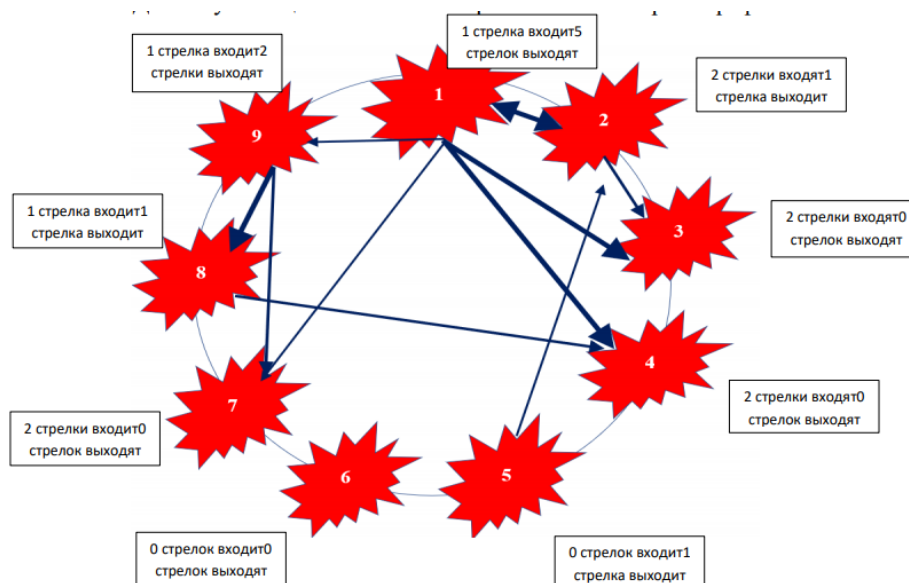 1 стрелка входит5
стрелок выходят
1 стрелка входит2
стрелки выходят
2 стрелки входят1
стрелка выходит
1
2
9
1 стрелка входит1
стрелка выходит
2 стрелки входят0
стрелок выходят
3
8
4
7
2 стрелки входит0
стрелок выходят
2 стрелки входят0
стрелок выходят
6
5
0 стрелок входит0
стрелок выходят
0 стрелок входит1
стрелка выходит